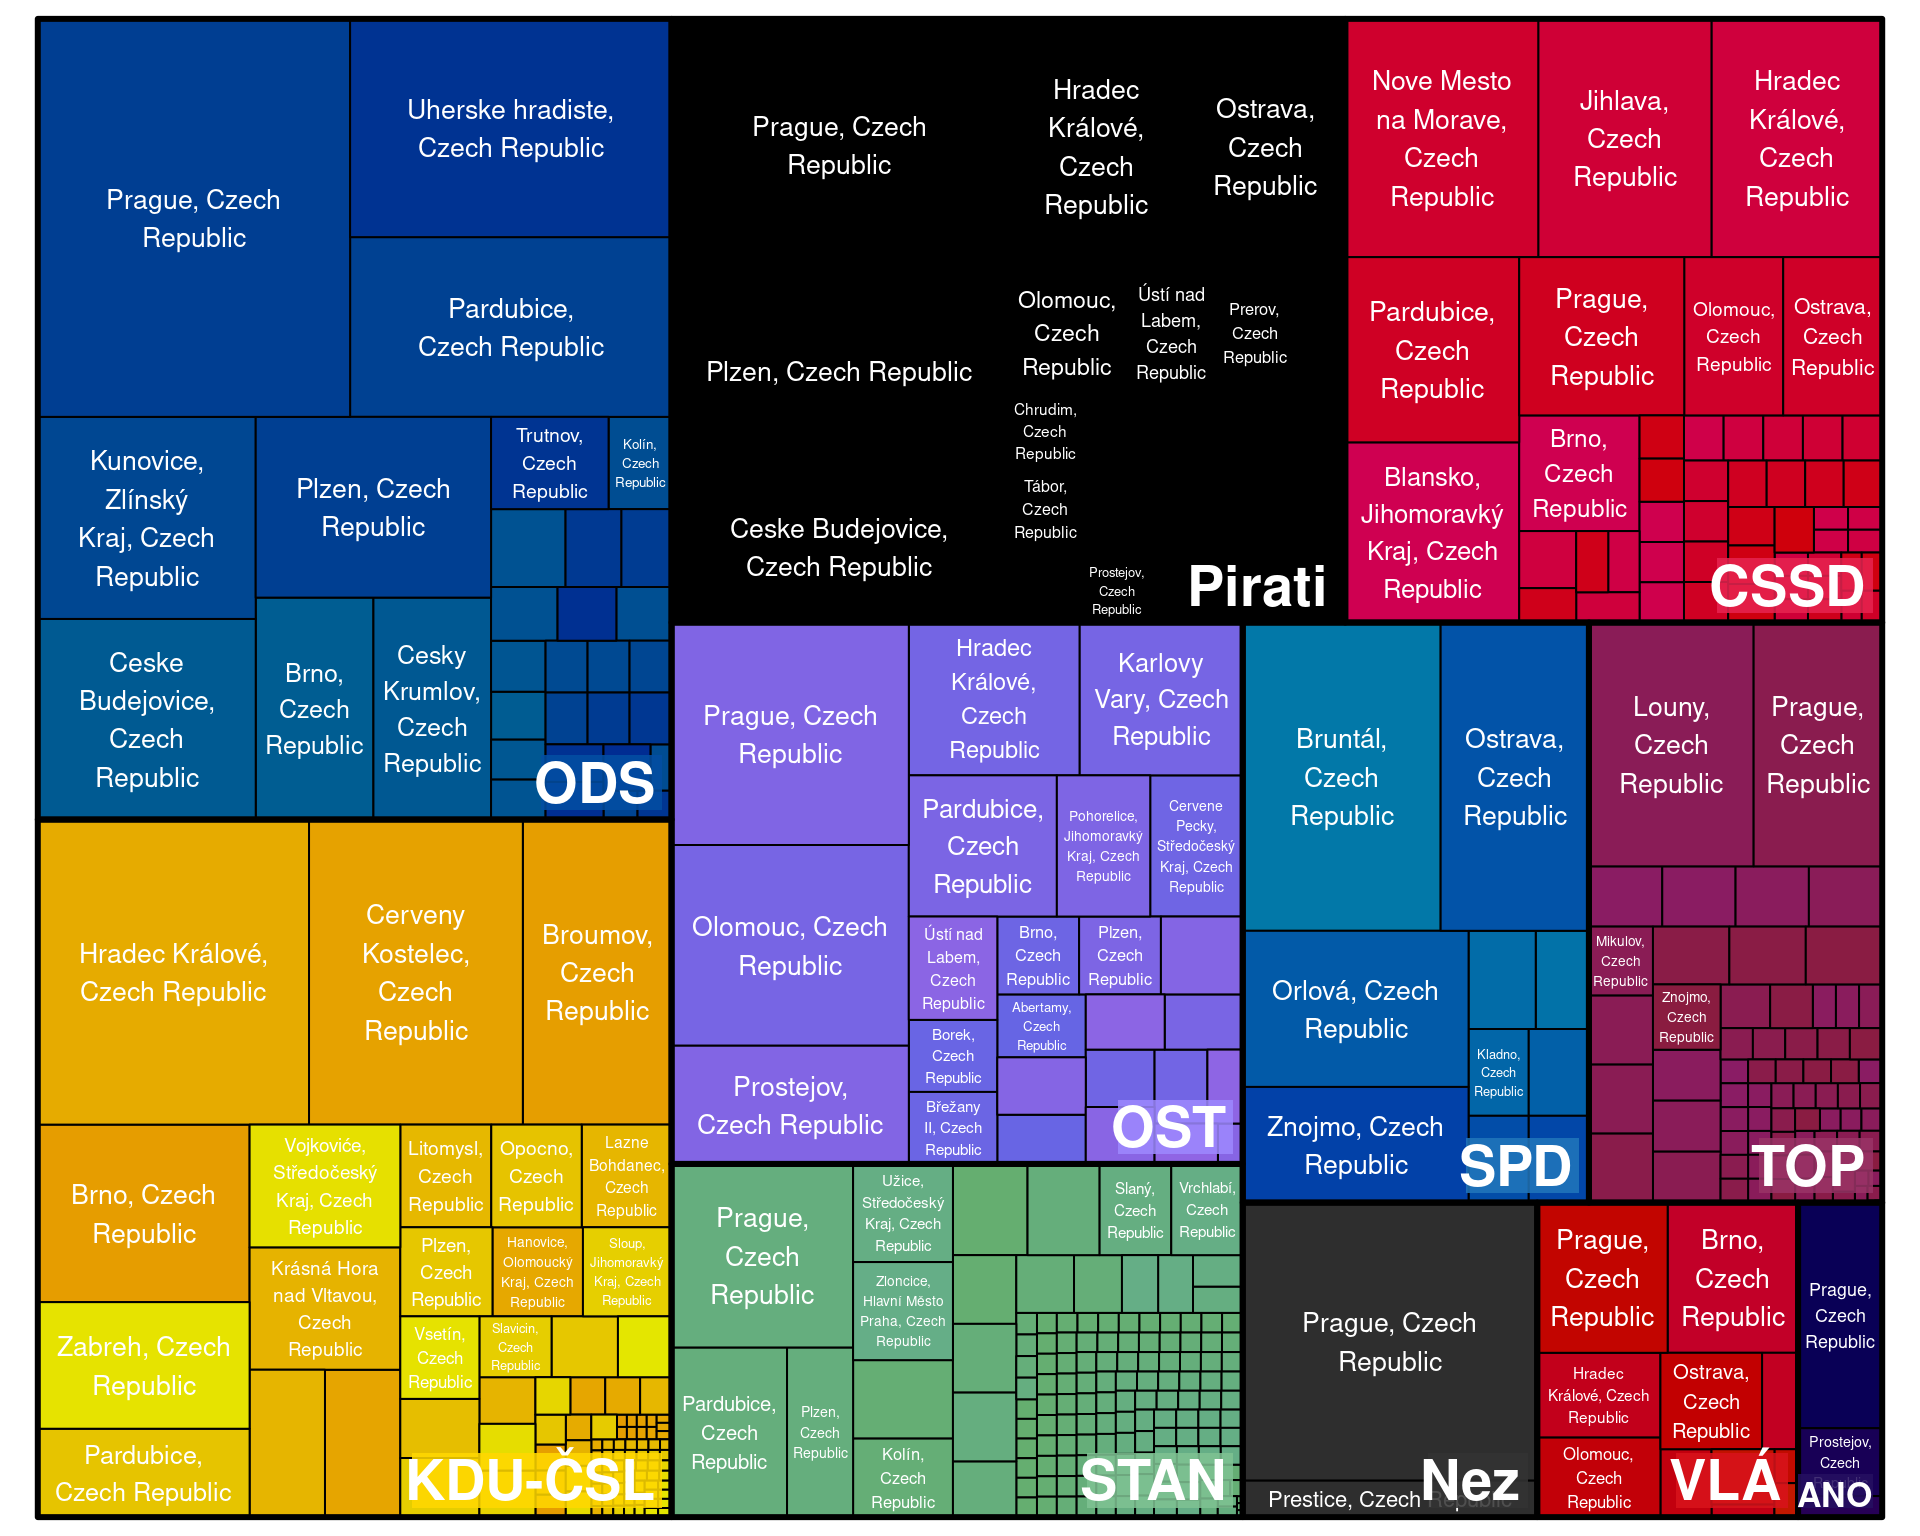 Prague, Czech
Republic
Uherske hradiste,
Czech Republic
Pardubice,
Czech Republic
Kunovice,
Zlínský
Kraj, Czech
Republic
Plzen, Czech
Republic
Trutnov,
Czech
Republic
Kolín,
Czech
Republic
Ceske
Budejovice,
Czech
Republic
Brno,
Czech
Republic
Cesky
Krumlov,
Czech
Republic
ODS
Prague, Czech
Republic
Hradec
Králové,
Czech
Republic
Ostrava,
Czech
Republic
Plzen, Czech Republic
Olomouc,
Czech
Republic
Ústí nad
Labem,
Czech
Republic
Prerov,
Czech
Republic
Chrudim,
Czech
Republic
Tábor,
Czech
Republic
Ceske Budejovice,
Czech Republic
Prostejov,
Czech
Republic
Pirati
Nove Mesto
na Morave,
Czech
Republic
Jihlava,
Czech
Republic
Hradec
Králové,
Czech
Republic
Pardubice,
Czech
Republic
Prague,
Czech
Republic
Olomouc,
Czech
Republic
Ostrava,
Czech
Republic
Blansko,
Jihomoravký
Kraj, Czech
Republic
Brno,
Czech
Republic
CSSD
Hradec Králové,
Czech Republic
Cerveny
Kostelec,
Czech
Republic
Broumov,
Czech
Republic
Brno, Czech
Republic
Vojkoviće,
Středočeský
Kraj, Czech
Republic
Litomysl,
Czech
Republic
Opocno,
Czech
Republic
Lazne
Bohdanec,
Czech
Republic
Krásná Hora
nad Vltavou,
Czech
Republic
Plzen,
Czech
Republic
Hanovice,
Olomoucký
Kraj, Czech
Republic
Sloup,
Jihomoravký
Kraj, Czech
Republic
Zabreh, Czech
Republic
Vsetín,
Czech
Republic
Slavicin,
Czech
Republic
Pardubice,
Czech Republic
KDU-ČSL
Prague, Czech
Republic
Hradec
Králové,
Czech
Republic
Karlovy
Vary, Czech
Republic
Pardubice,
Czech
Republic
Pohorelice,
Jihomoravký
Kraj, Czech
Republic
Cervene
Pecky,
Středočeský
Kraj, Czech
Republic
Olomouc, Czech
Republic
Ústí nad
Labem,
Czech
Republic
Brno,
Czech
Republic
Plzen,
Czech
Republic
Abertamy,
Czech
Republic
Borek,
Czech
Republic
Prostejov,
Czech Republic
Břežany
II, Czech
Republic
OST
Prague,
Czech
Republic
Užice,
Středočeský
Kraj, Czech
Republic
Slaný,
Czech
Republic
Vrchlabí,
Czech
Republic
Zloncice,
Hlavní Město
Praha, Czech
Republic
Pardubice,
Czech
Republic
Plzen,
Czech
Republic
Kolín,
Czech
Republic
STAN
Bruntál,
Czech
Republic
Ostrava,
Czech
Republic
Orlová, Czech
Republic
Kladno,
Czech
Republic
Znojmo, Czech
Republic
SPD
Louny,
Czech
Republic
Prague,
Czech
Republic
Mikulov,
Czech
Republic
Znojmo,
Czech
Republic
TOP
Prague, Czech
Republic
Prestice, Czech Republic
Nez
Prague,
Czech
Republic
Brno,
Czech
Republic
Hradec
Králové, Czech
Republic
Ostrava,
Czech
Republic
Olomouc,
Czech
Republic
VLÁ
Prague,
Czech
Republic
Prostejov,
Czech
Republic
ANO